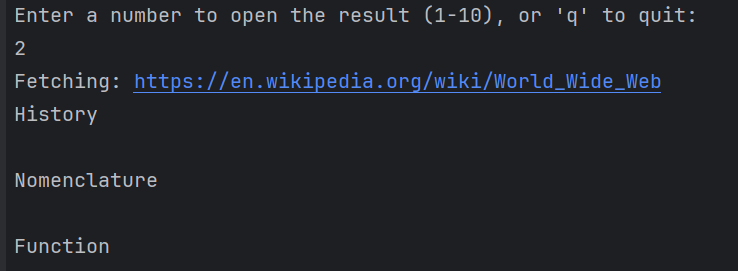 Enter a number to open the result (1-10), or 'q' to quit:
2
Fetching: https://en.wikipedia.org/wiki/World_Wide_Web
History
Nomenclature
Function